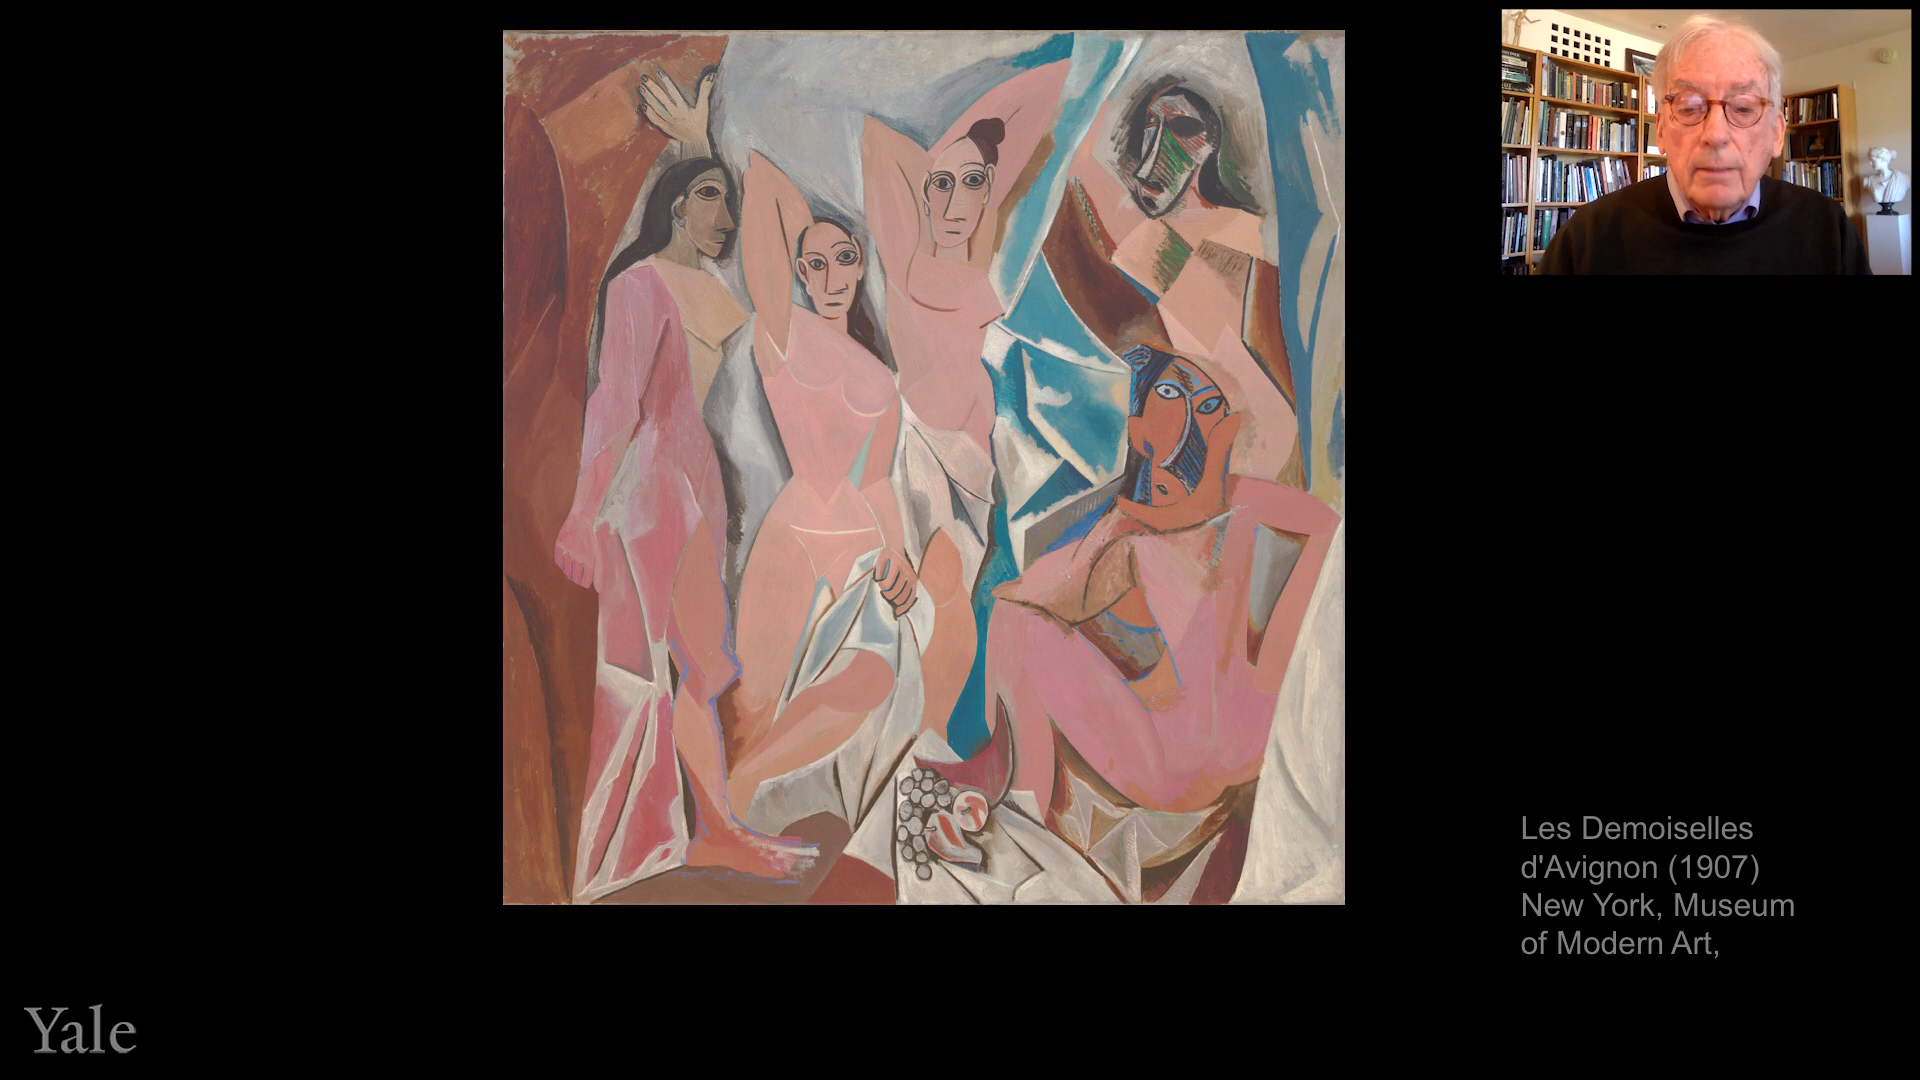 Les Demoiselles
d'Avignon (1907)
New York, Museum
of Modern Art,
Yale